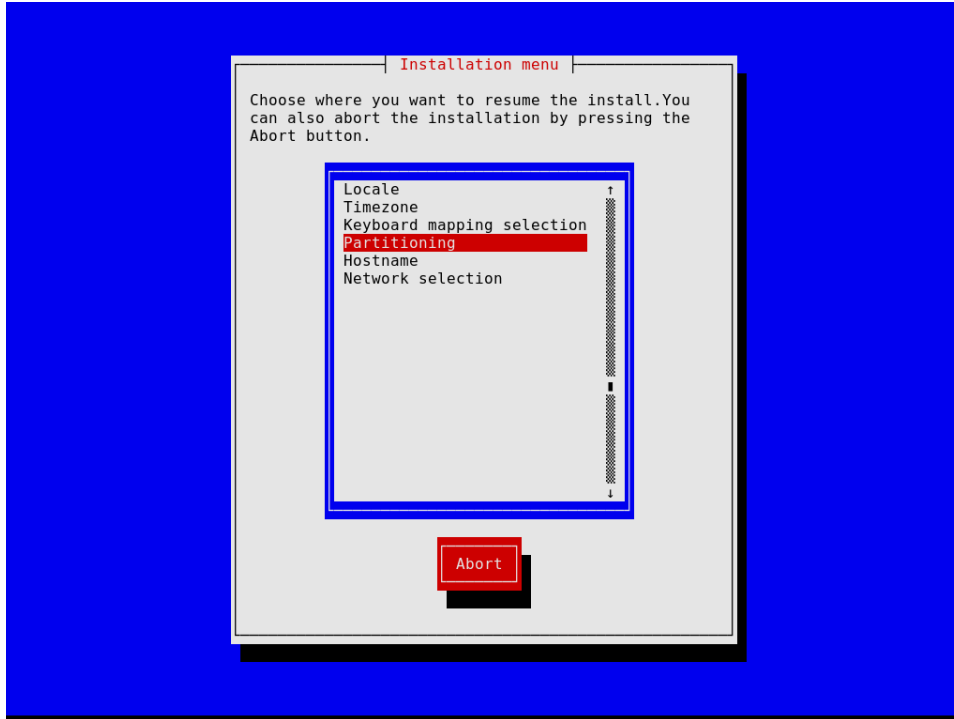 Installation menu
Choose where you want to resume the install.You
can also abort the installation by pressing the
Abort button.
Locale
Timezone
Keyboard mapping selection
Partitioning
Hostname
Network selection
Abort